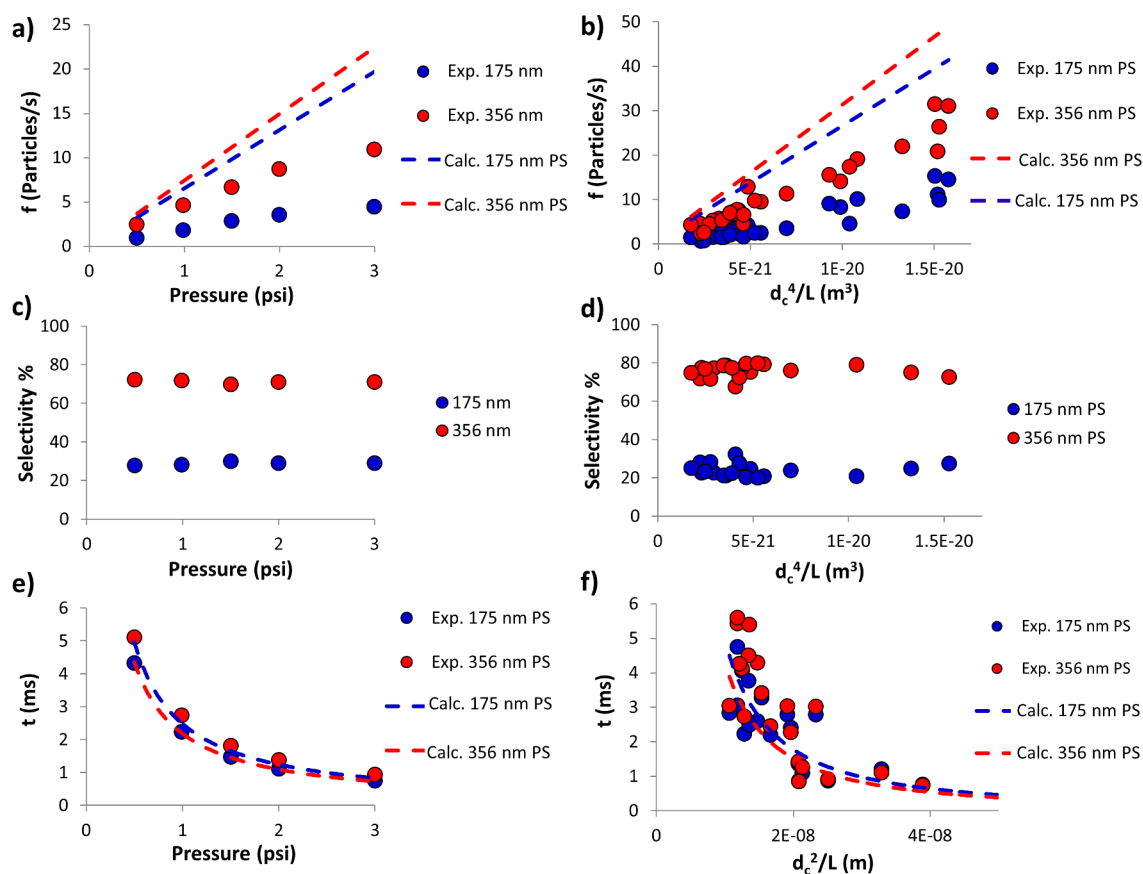 a)
f (Particles/s)
25
20
15
10
5
0
0
1
2
3
Pressure (psi)
Exp. 175 nm
Exp. 356 nm
Calc. 175 nm PS
Calc. 356 nm PS
b)
f (Particles/s)
50
40
30
20
10
0
0
5E-21
1E-20
1.5E-20
dc4/L (m3)
Exp. 175 nm PS
Exp. 356 nm PS
Calc. 356 nm PS
Calc. 175 nm PS
c)
Selectivity %
100
80
60
40
20
0
0
1
2
3
Pressure (psi)
175 nm
356 nm
d)
Selectivity %
100
80
60
40
20
0
0
5E-21
1E-20
1.5E-20
dc4/L (m3)
175 nm PS
356 nm PS
e)
t (ms)
6
5
4
3
2
1
0
0
1
2
3
Pressure (psi)
Exp. 175 nm PS
Exp. 356 nm PS
Calc. 175 nm PS
Calc. 356 nm PS
f)
t (ms)
6
5
4
3
2
1
0
0
2E-08
4E-08
dc2/L (m)
Exp. 175 nm PS
Exp. 356 nm PS
Calc. 175 nm PS
Calc. 356 nm PS